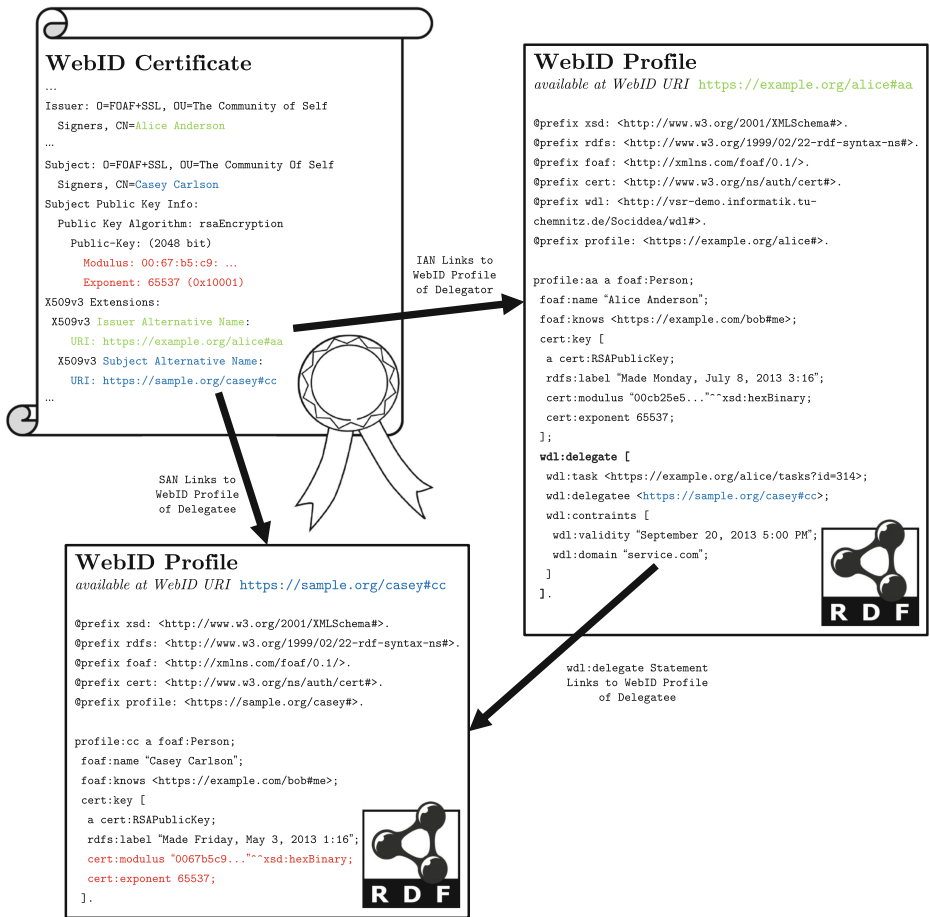 WebID Certificate
...
Issuer: O=FOAF+SSL, OU=The Community of Self
Signers, CN=Alice Anderson
...
Subject: O=FOAF+SSL, OU=The Community Of Self
Signers, CN=Casey Carlson
Subject Public Key Info:
Public Key Algorithm: rsaEncryption
Public-Key: (2048 bit)
Modulus: 00:67:b5:c9: ...
Exponent: 65537 (0x10001)
X509v3 Extensions:
X509v3 Issuer Alternative Name:
URI: https://example.org/alice#aa
X509v3 Subject Alternative Name:
URI: https://sample.org/casey#cc
...
IAN Links to
WebID Profile
of Delegator
WebID Profile
available at WebID URI https://example.org/alice#aa
@prefix xsd: <http://www.w3.org/2001/XMLSchema#>.
@prefix rdfs: <http://www.w3.org/1999/02/22-rdf-syntax-ns#>.
@prefix foaf: <http://xmlns.com/foaf/0.1/>.
@prefix cert: <http://www.w3.org/ns/auth/cert#>.
@prefix wdl: <http://vsr-demo.informatik.tu-
chemnitz.de/Sociddea/wdl#>.
@prefix profile: <https://example.org/alice#>.
profile:aa a foaf:Person;
foaf:name “Alice Anderson”;
foaf:knows <https://example.com/bob#me>;
cert:key [
a cert:RSAPublicKey;
rdfs:label “Made Monday, July 8, 2013 3:16”;
cert:modulus “00cb25e5...”^^xsd:hexBinary;
cert:exponent 65537;
];
wdl:delegate [
wdl:task <https://example.org/alice/tasks?id=314>;
wdl:delegatee <https://sample.org/casey#cc>;
wdl:contraints [
wdl:validity “September 20, 2013 5:00 PM”;
wdl:domain “service.com”;
]
].
RDF
SAN Links to
WebID Profile
of Delegatee
wdl:delegate Statement
Links to WebID Profile
of Delegatee
WebID Profile
available at WebID URI https://sample.org/casey#cc
@prefix xsd: <http://www.w3.org/2001/XMLSchema#>.
@prefix rdfs: <http://www.w3.org/1999/02/22-rdf-syntax-ns#>.
@prefix foaf: <http://xmlns.com/foaf/0.1/>.
@prefix cert: <http://www.w3.org/ns/auth/cert#>.
@prefix profile: <https://sample.org/casey#>.
profile:cc a foaf:Person;
foaf:name “Casey Carlson”;
foaf:knows <https://example.com/bob#me>;
cert:key [
a cert:RSAPublicKey;
rdfs:label “Made Friday, May 3, 2013 1:16”;
cert:modulus “0067b5c9...”^^xsd:hexBinary;
cert:exponent 65537;
].
RDF